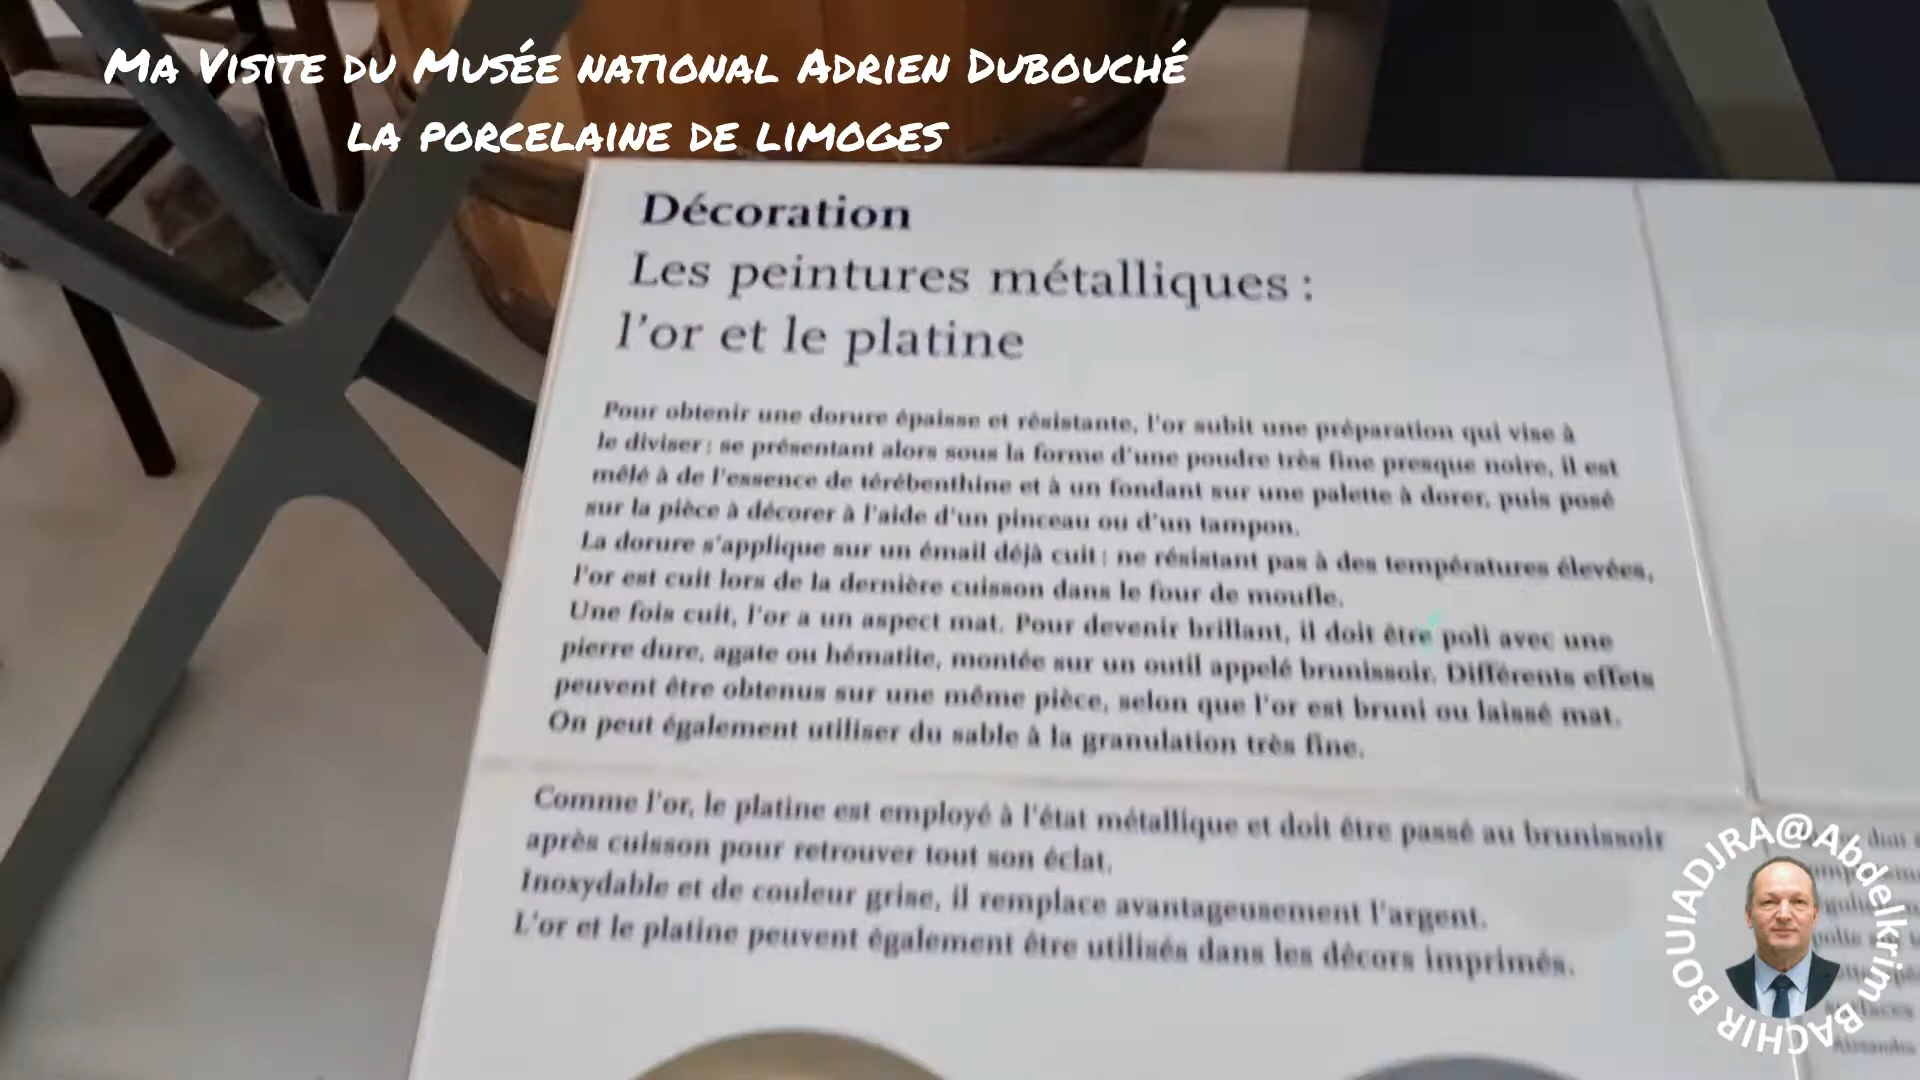 Ma Visite du Musée national Adrien Dubouché
la porcelaine de limoges
Décoration
Les peintures métalliques :
l'or et le platine
Pour obtenir une dorure épaisse et résistante, l'or subit une préparation qui vise à
le diviser : se présentant alors sous la forme d'une poudre très fine presque noire, il est
mêlé à de l'essence de térébenthine et à un fondant sur une palette à dorer, puis posé
sur la pièce à décorer à l'aide d'un pinceau ou d'un tampon.
La dorure s'applique sur un émail déjà cuit : ne résistant pas à des températures élevées,
l'or est cuit lors de la dernière cuisson dans le four de moufle.
Une fois cuit, l'or a un aspect mat. Pour devenir brillant, il doit être poli avec une
pierre dure, agate ou hématite, montée sur un outil appelé brunissoir. Différents effets
peuvent être obtenus sur une même pièce, selon que l'or est bruni ou laissé mat.
On peut également utiliser du sable à la granulation très fine.
Comme l'or, le platine est employé à l'état métallique et doit être passé au brunissoir
après cuisson pour retrouver tout son éclat.
Inoxydable et de couleur grise, il remplace avantageusement l'argent.
L'or et le platine peuvent également être utilisés dans les décors imprimés.
BACHIR BOUIADJRA@Abdelkrim